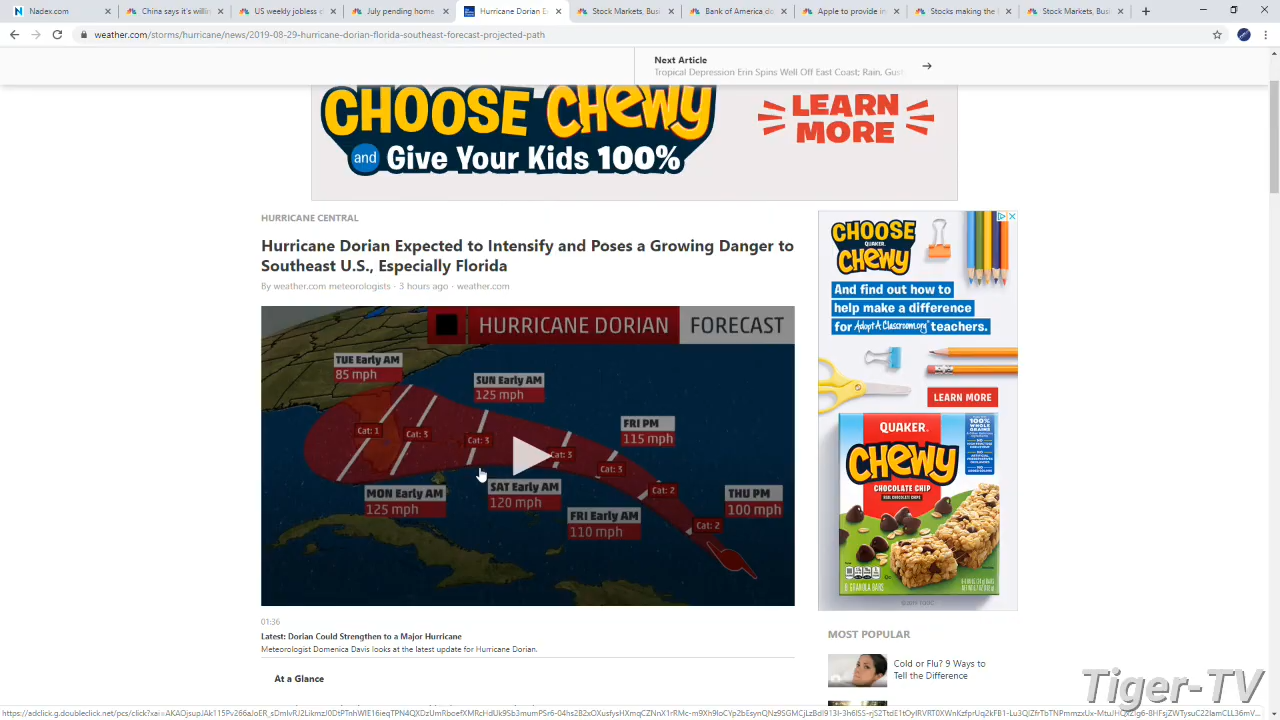 Nadex.com
China says it's willin
US weekly jobless c
July pending home
Hurricane Dorian E
Stock Markets, Busi
Bank of America do
Apple to provide in
Stocks making the
Stock Markets, Busi
weather.com/storms/hurricane/news/2019-08-29-hurricane-dorian-florida-southeast-forecast-projected-path
Next Article
Tropical Depression Erin Spins Well Off East Coast; Rain, Gust
CHOOSE CHEWY
and Give Your Kids 100%
LEARN
MORE
HURRICANE CENTRAL
Hurricane Dorian Expected to Intensify and Poses a Growing Danger to
Southeast U.S., Especially Florida
By weather.com meteorologists · 3 hours ago · weather.com
HURRICANE DORIAN FORECAST
TUE Early AM
85 mph
SUN Early AM
125 mph
FRI PM
115 mph
Cat: 1
Cat: 3
Cat: 3
Cat: 3
Cat: 3
Cat: 2
Cat: 2
MON Early AM
125 mph
SAT Early AM
120 mph
FRI Early AM
110 mph
THU PM
100 mph
01:36
Latest: Dorian Could Strengthen to a Major Hurricane
Meteorologist Domenica Davis looks at the latest update for Hurricane Dorian.
At a Glance
CHOOSE
QUAKER
CHEWY
And find out how to
help make a difference
for AdoptAClassroom.org teachers.
LEARN MORE
QUAKER
CHEWY
CHOCOLATE CHIP
100%
WHOLE
GRAINS
8 GRANOLA BARS
MOST POPULAR
Cold or Flu? 9 Ways to
Tell the Difference
Tiger-TV